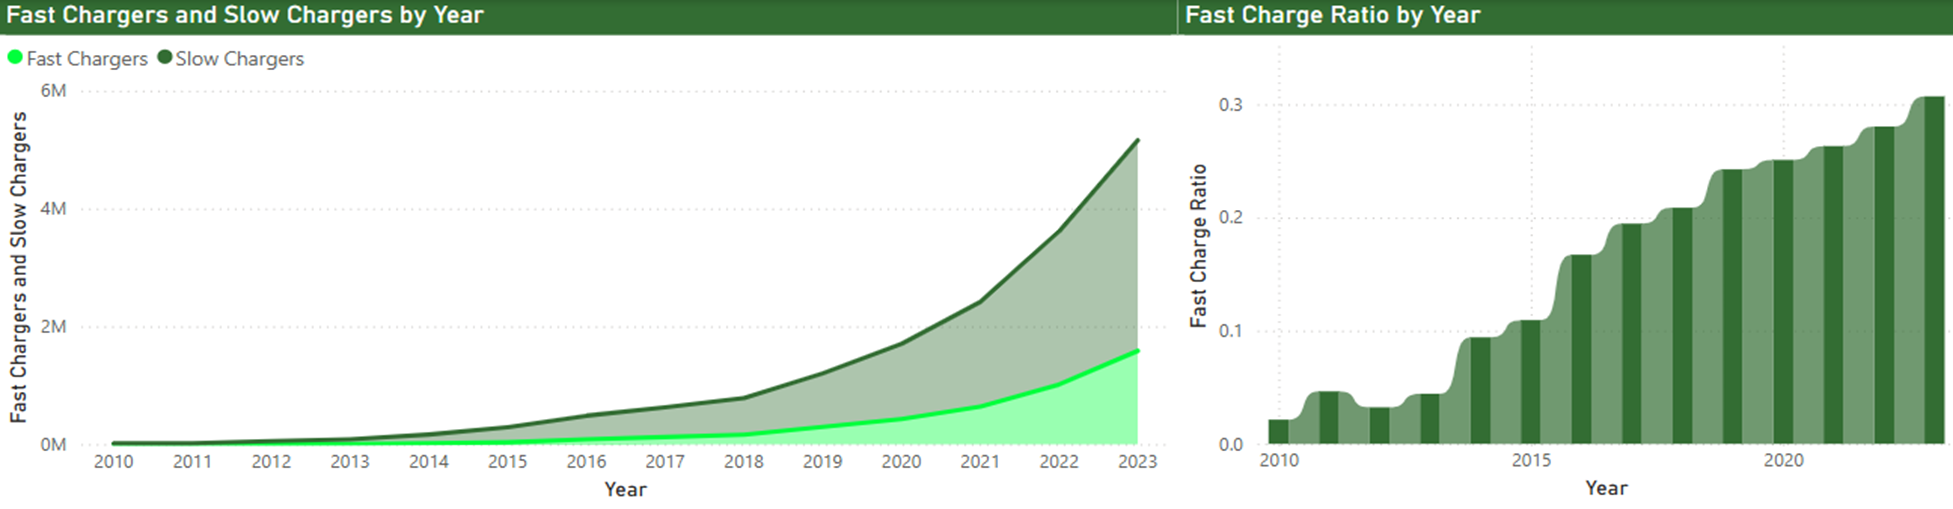 Fast Chargers and Slow Chargers by Year
Fast Chargers Slow Chargers
Fast Chargers and Slow Chargers
6M
4M
2M
0M
2010 2011 2012 2013 2014 2015 2016 2017 2018 2019 2020 2021 2022 2023
Year
Fast Charge Ratio by Year
Fast Charge Ratio
0.3
0.2
0.1
0.0
2010 2015 2020
Year